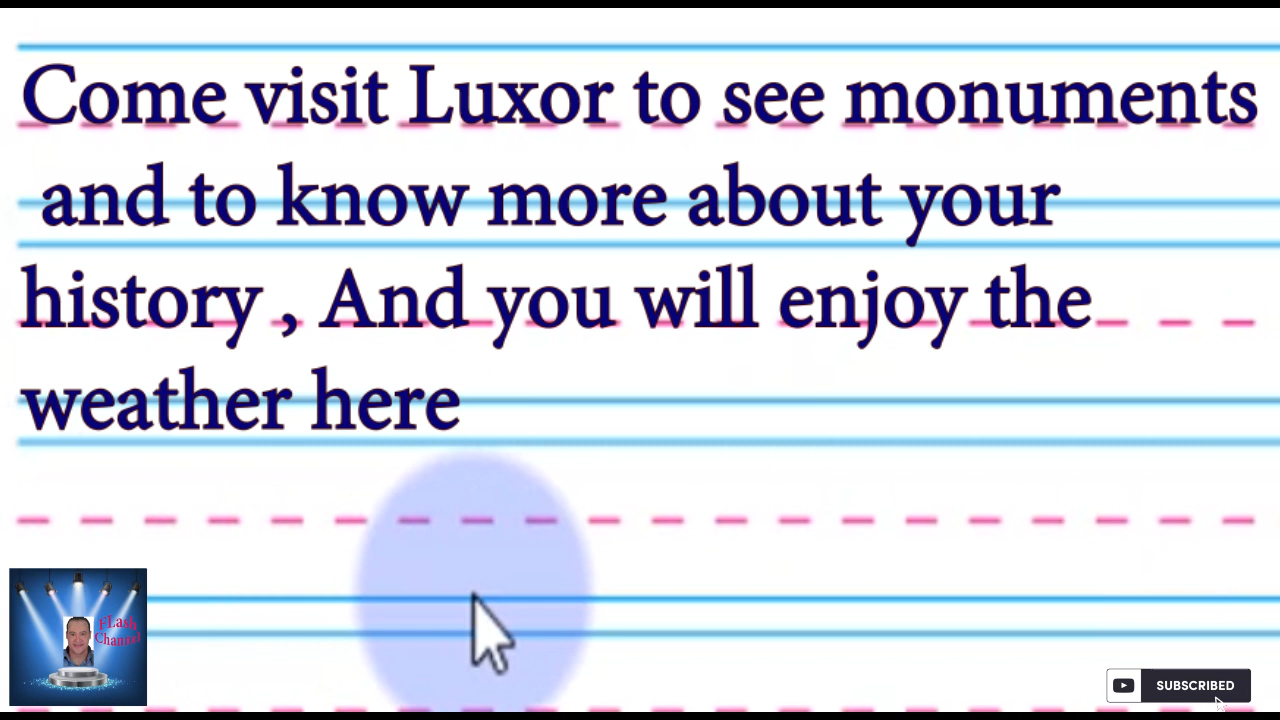 Come visit Luxor to see monuments
and to know more about your
history , And you will enjoy the
weather here
FLash
Channel
SUBSCRIBED